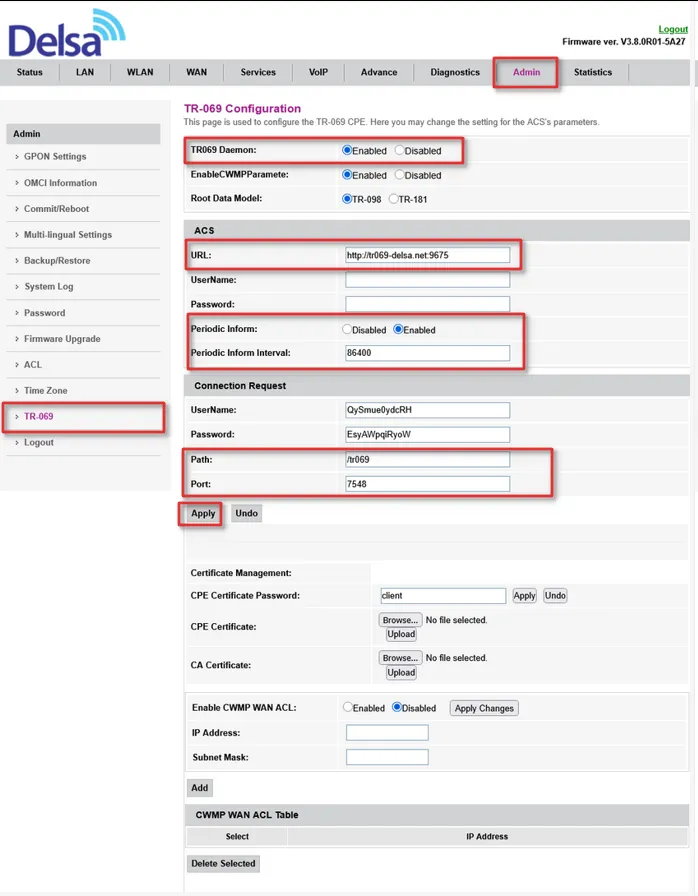 Delsa
Logout
Firmware ver. V3.8.0R01-5A27
Status LAN WLAN WAN Services VoIP Advance Diagnostics Admin Statistics
Admin
> GPON Settings
> OMCI Information
> Commit/Reboot
> Multi-lingual Settings
> Backup/Restore
> System Log
> Password
> Firmware Upgrade
> ACL
> Time Zone
> TR-069
> Logout
TR-069 Configuration
This page is used to configure the TR-069 CPE. Here you may change the setting for the ACS's parameters.
TR069 Daemon: Enabled Disabled
EnableCWMPParamete: Enabled Disabled
Root Data Model: TR-098 TR-181
ACS
URL: http://tr069-delsa.net:9675
UserName:
Password:
Periodic Inform: Disabled Enabled
Periodic Inform Interval: 86400
Connection Request
UserName: QySmue0ydcRH
Password: EsyAWpqiRyoW
Path: /tr069
Port: 7548
Apply Undo
Certificate Management:
CPE Certificate Password: client Apply Undo
CPE Certificate: Browse... No file selected.
Upload
CA Certificate: Browse... No file selected.
Upload
Enable CWMP WAN ACL: Enabled Disabled Apply Changes
IP Address:
Subnet Mask:
Add
CWMP WAN ACL Table
Select IP Address
Delete Selected